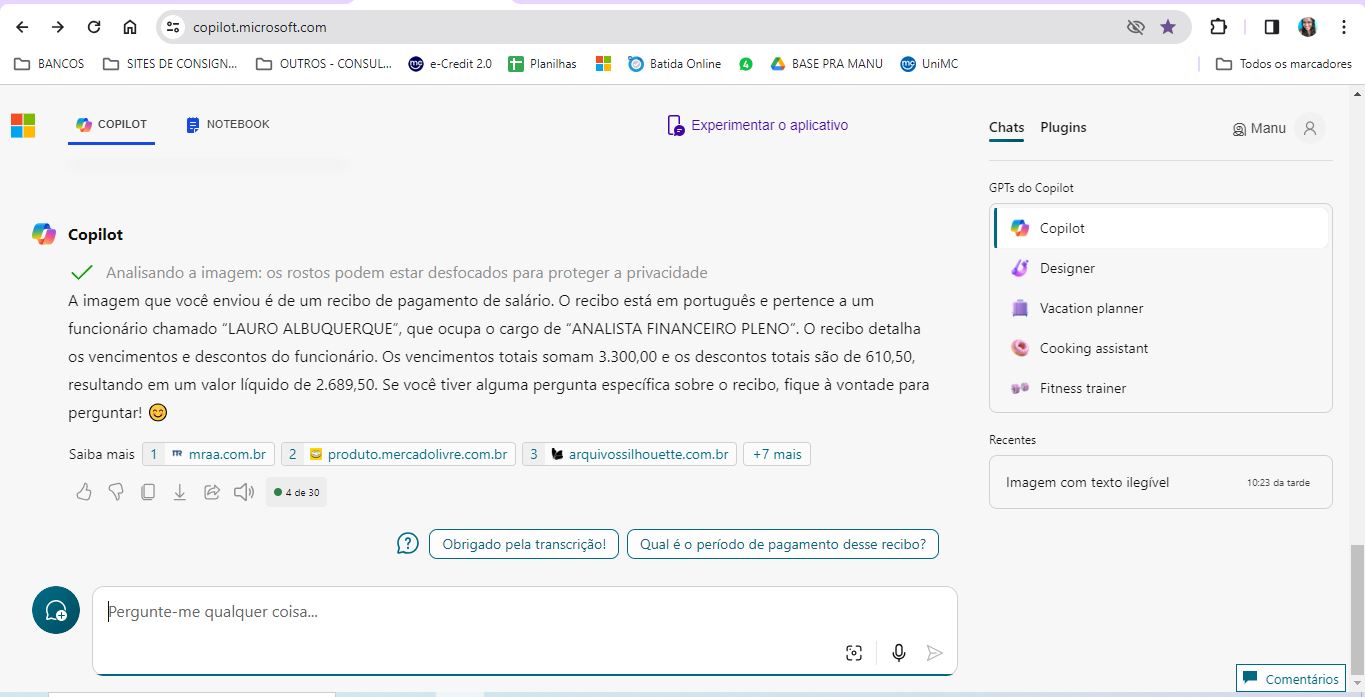 copilot.microsoft.com
BANCOS
SITES DE CONSIGN...
OUTROS - CONSUL...
e-Credit 2.0
Planilhas
Batida Online
4
BASE PRA MANU
UniMC
Todos os marcadores
COPILOT
NOTEBOOK
Experimentar o aplicativo
Chats
Plugins
Manu
GPTs do Copilot
Copilot
Designer
Vacation planner
Cooking assistant
Fitness trainer
Recentes
Imagem com texto ilegível
10:23 da tarde
Copilot
Analisando a imagem: os rostos podem estar desfocados para proteger a privacidade
A imagem que você enviou é de um recibo de pagamento de salário. O recibo está em português e pertence a um
funcionário chamado “LAURO ALBUQUERQUE”, que ocupa o cargo de “ANALISTA FINANCEIRO PLENO”. O recibo detalha
os vencimentos e descontos do funcionário. Os vencimentos totais somam 3.300,00 e os descontos totais são de 610,50,
resultando em um valor líquido de 2.689,50. Se você tiver alguma pergunta específica sobre o recibo, fique à vontade para
perguntar!
Saiba mais
1 mraa.com.br
2 produto.mercadolivre.com.br
3 arquivossilhouette.com.br
+7 mais
4 de 30
Obrigado pela transcrição!
Qual é o período de pagamento desse recibo?
Pergunte-me qualquer coisa...
Comentários